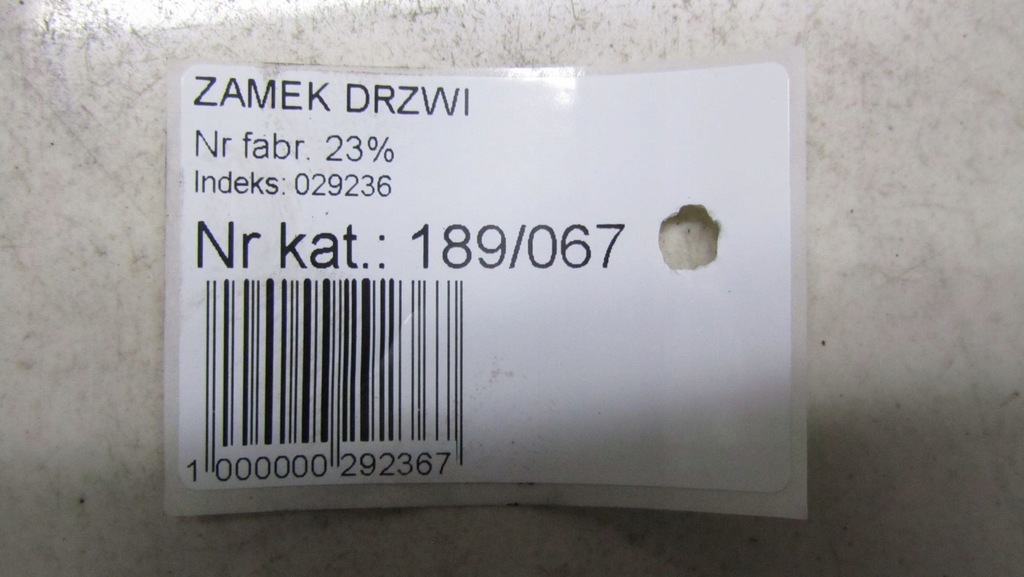 ZAMEK DRZWI
Nr fabr. 23%
Indeks: 029236
Nr kat.: 189/067
1 000000 292367